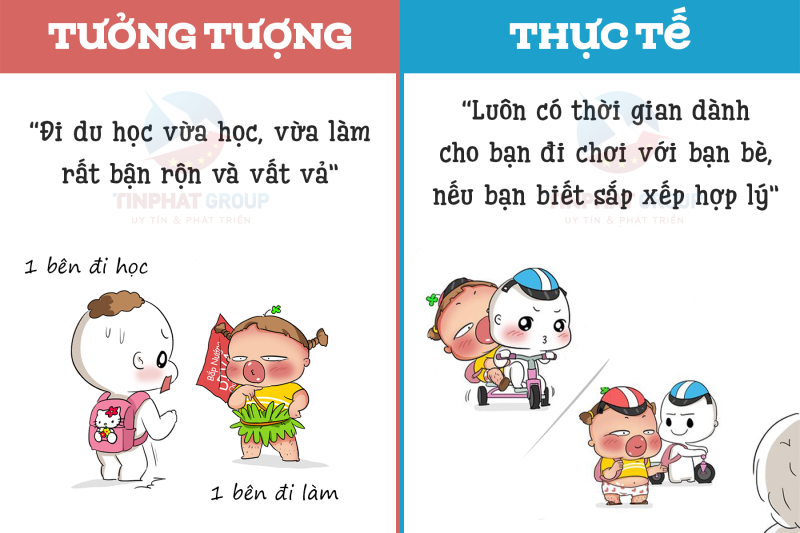 TƯỞNG TƯỢNG
"Đi du học vừa học, vừa làm
rất bận rộn và vất vả"
TINPHAT GROUP
UY TÍN & PHÁT TRIỂN
1 bên đi học
Bắp Nướng
1 bên đi làm
THỰC TẾ
"Luôn có thời gian dành
cho bạn đi chơi với bạn bè,
nếu bạn biết sắp xếp hợp lý"
TINPHAT GROUP
UY TÍN & PHÁT TRIỂN